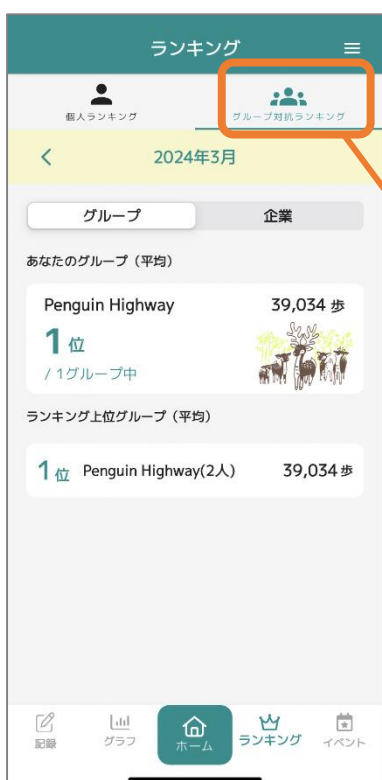 ランキング
個人ランキング
グループ対抗ランキング
2024年3月
グループ
企業
あなたのグループ（平均）
Penguin Highway
39,034 歩
1 位
/ 1グループ中
ランキング上位グループ（平均）
1 位 Penguin Highway(2人) 39,034 歩
記録
グラフ
ホーム
ランキング
イベント